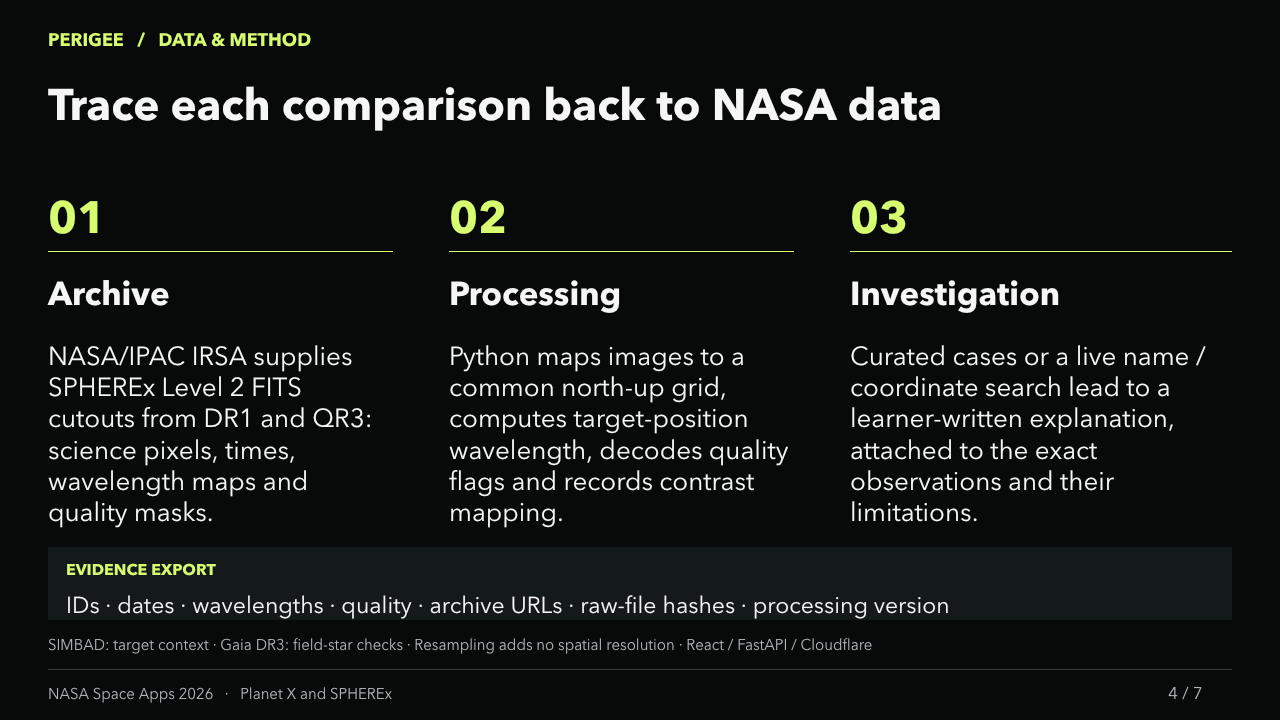 PERIGEE / DATA & METHOD
Trace each comparison back to NASA data
01
Archive
NASA/IPAC IRSA supplies
SPHEREx Level 2 FITS
cutouts from DR1 and QR3:
science pixels, times,
wavelength maps and
quality masks.
02
Processing
Python maps images to a
common north-up grid,
computes target-position
wavelength, decodes quality
flags and records contrast
mapping.
03
Investigation
Curated cases or a live name /
coordinate search lead to a
learner-written explanation,
attached to the exact
observations and their
limitations.
EVIDENCE EXPORT
IDs · dates · wavelengths · quality · archive URLs · raw-file hashes · processing version
SIMBAD: target context · Gaia DR3: field-star checks · Resampling adds no spatial resolution · React / FastAPI / Cloudflare
NASA Space Apps 2026 · Planet X and SPHEREx
4 / 7